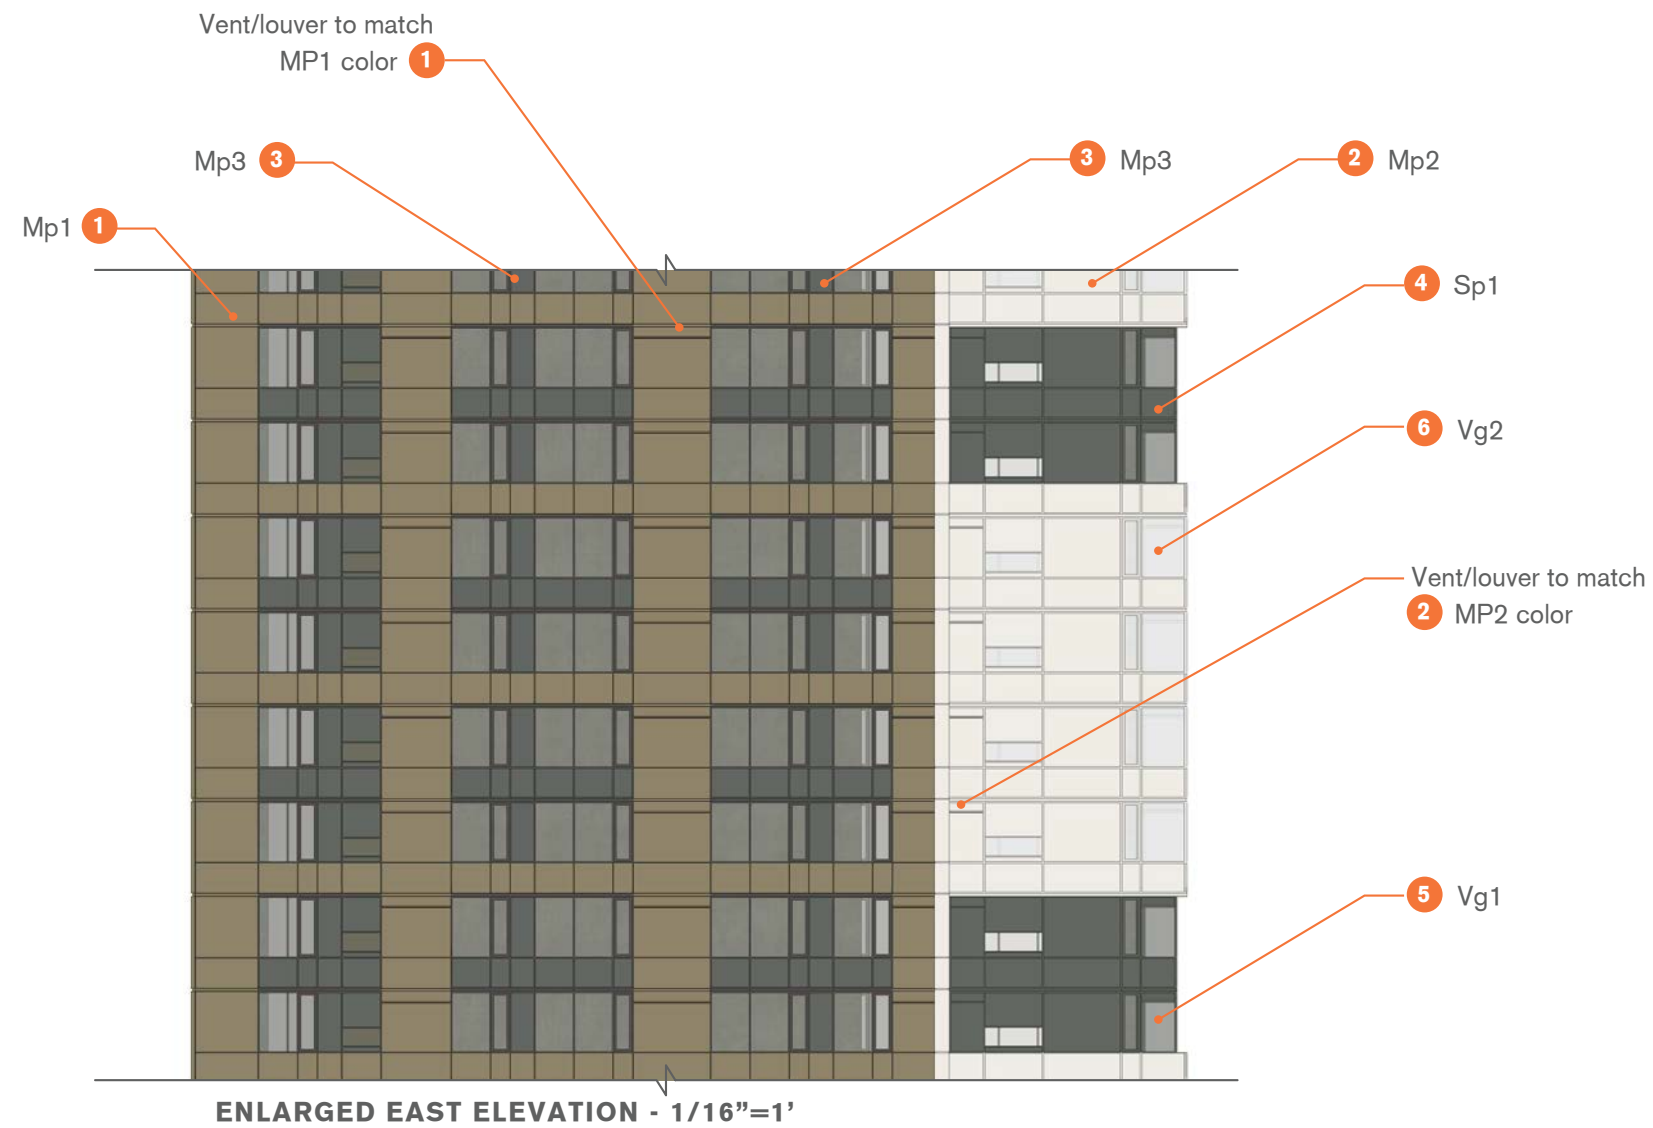 Vent/louver to match
MP1 color 1
Mp3 3
3 Mp3
2 Mp2
Mp1 1
4 Sp1
6 Vg2
Vent/louver to match
2 MP2 color
5 Vg1
ENLARGED EAST ELEVATION - 1/16”=1’